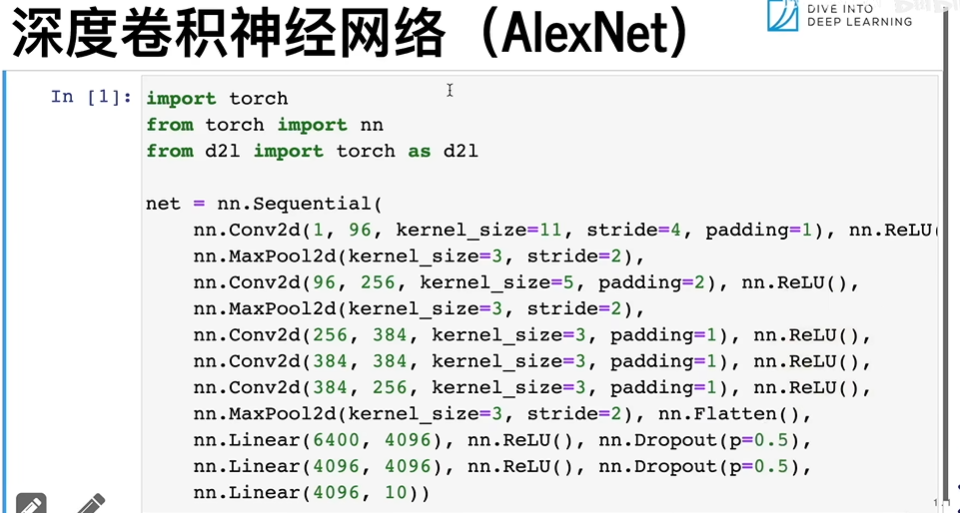 深度卷积神经网络（AlexNet）
DIVE INTO
DEEP LEARNING
In [1]:
import torch
from torch import nn
from d2l import torch as d2l
net = nn.Sequential(
nn.Conv2d(1, 96, kernel_size=11, stride=4, padding=1), nn.ReLU(
nn.MaxPool2d(kernel_size=3, stride=2),
nn.Conv2d(96, 256, kernel_size=5, padding=2), nn.ReLU(),
nn.MaxPool2d(kernel_size=3, stride=2),
nn.Conv2d(256, 384, kernel_size=3, padding=1), nn.ReLU(),
nn.Conv2d(384, 384, kernel_size=3, padding=1), nn.ReLU(),
nn.Conv2d(384, 256, kernel_size=3, padding=1), nn.ReLU(),
nn.MaxPool2d(kernel_size=3, stride=2), nn.Flatten(),
nn.Linear(6400, 4096), nn.ReLU(), nn.Dropout(p=0.5),
nn.Linear(4096, 4096), nn.ReLU(), nn.Dropout(p=0.5),
nn.Linear(4096, 10))